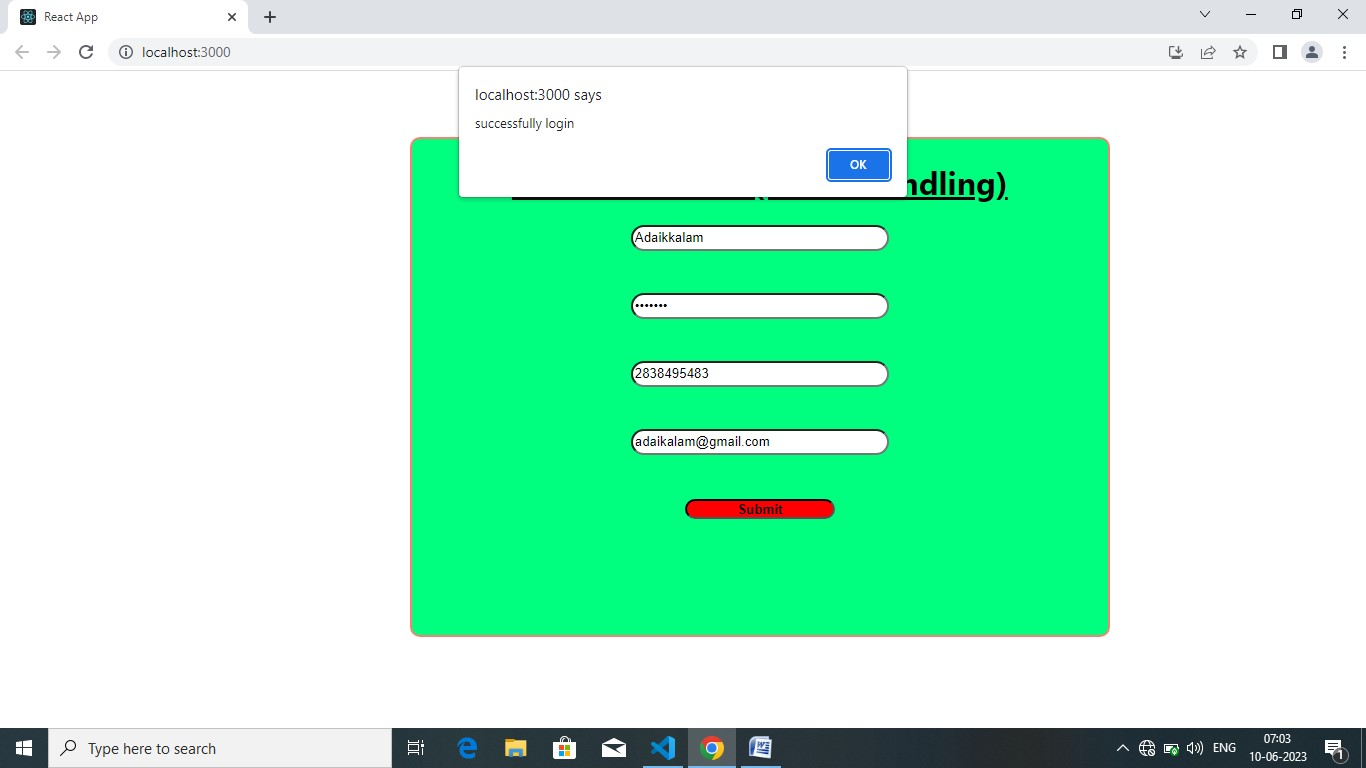 React App
localhost:3000
localhost:3000 says
successfully login
OK
ndling)
Adaikkalam
•••••••
2838495483
adaikalam@gmail.com
Submit
Type here to search
ENG
07:03
10-06-2023
1